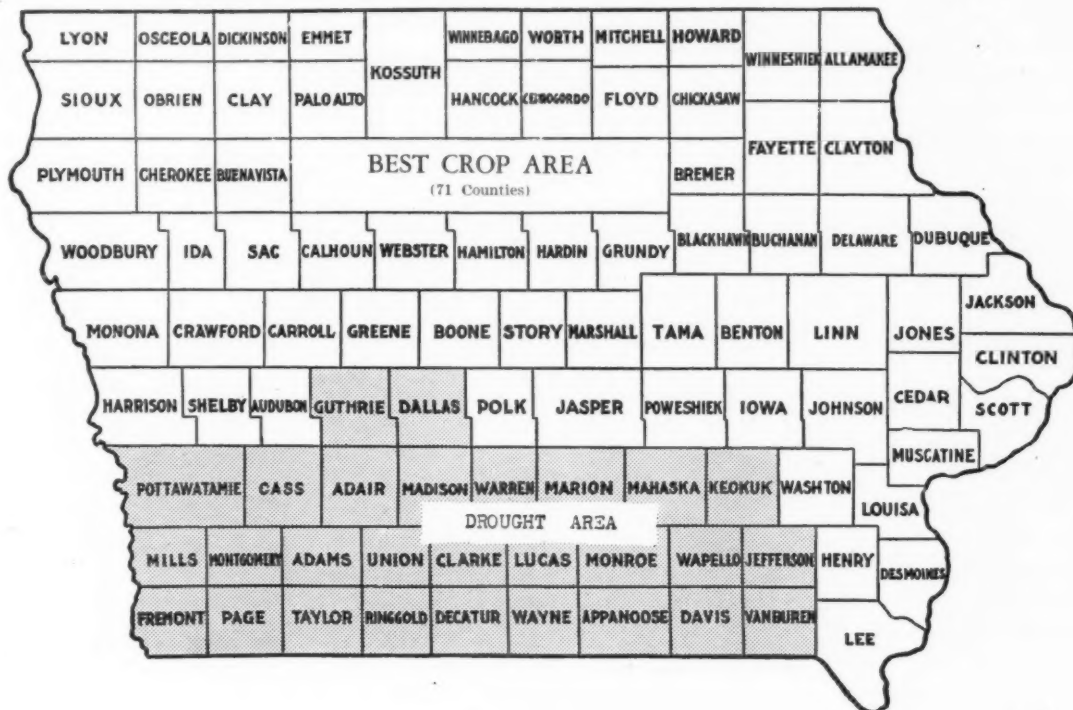 LYON OSCEOLA DICKINSON EMMET WINNEBAGO WORTH MITCHELL HOWARD
KOSSUTH WINNESHIEK ALLAMAKEE
SIOUX OBRIEN CLAY PALO ALTO HANCOCK CERROGORDO FLOYD CHICKASAW
FAYETTE CLAYTON
PLYMOUTH CHEROKEE BUENAVISTA BEST CROP AREA BREMER
(71 Counties)
WOODBURY IDA SAC CALHOUN WEBSTER HAMILTON HARDIN GRUNDY BLACKHAWK BUCHANAN DELAWARE DUBUQUE
JACKSON
MONONA CRAWFORD CARROLL GREENE BOONE STORY MARSHALL TAMA BENTON LINN JONES
CLINTON
HARRISON SHELBY AUDUBON GUTHRIE DALLAS POLK JASPER POWESHIEK IOWA JOHNSON CEDAR SCOTT
MUSCATINE
POTTAWATAMIE CASS ADAIR MADISON WARREN MARION MAHASKA KEOKUK WASHTON
LOUISA
DROUGHT AREA
MILLS MONTGOMERY ADAMS UNION CLARKE LUCAS MONROE WAPELLO JEFFERSON HENRY DESMOINES
FREMONT PAGE TAYLOR RINGGOLD DECATUR WAYNE APPANOOSE DAVIS VANBUREN
LEE